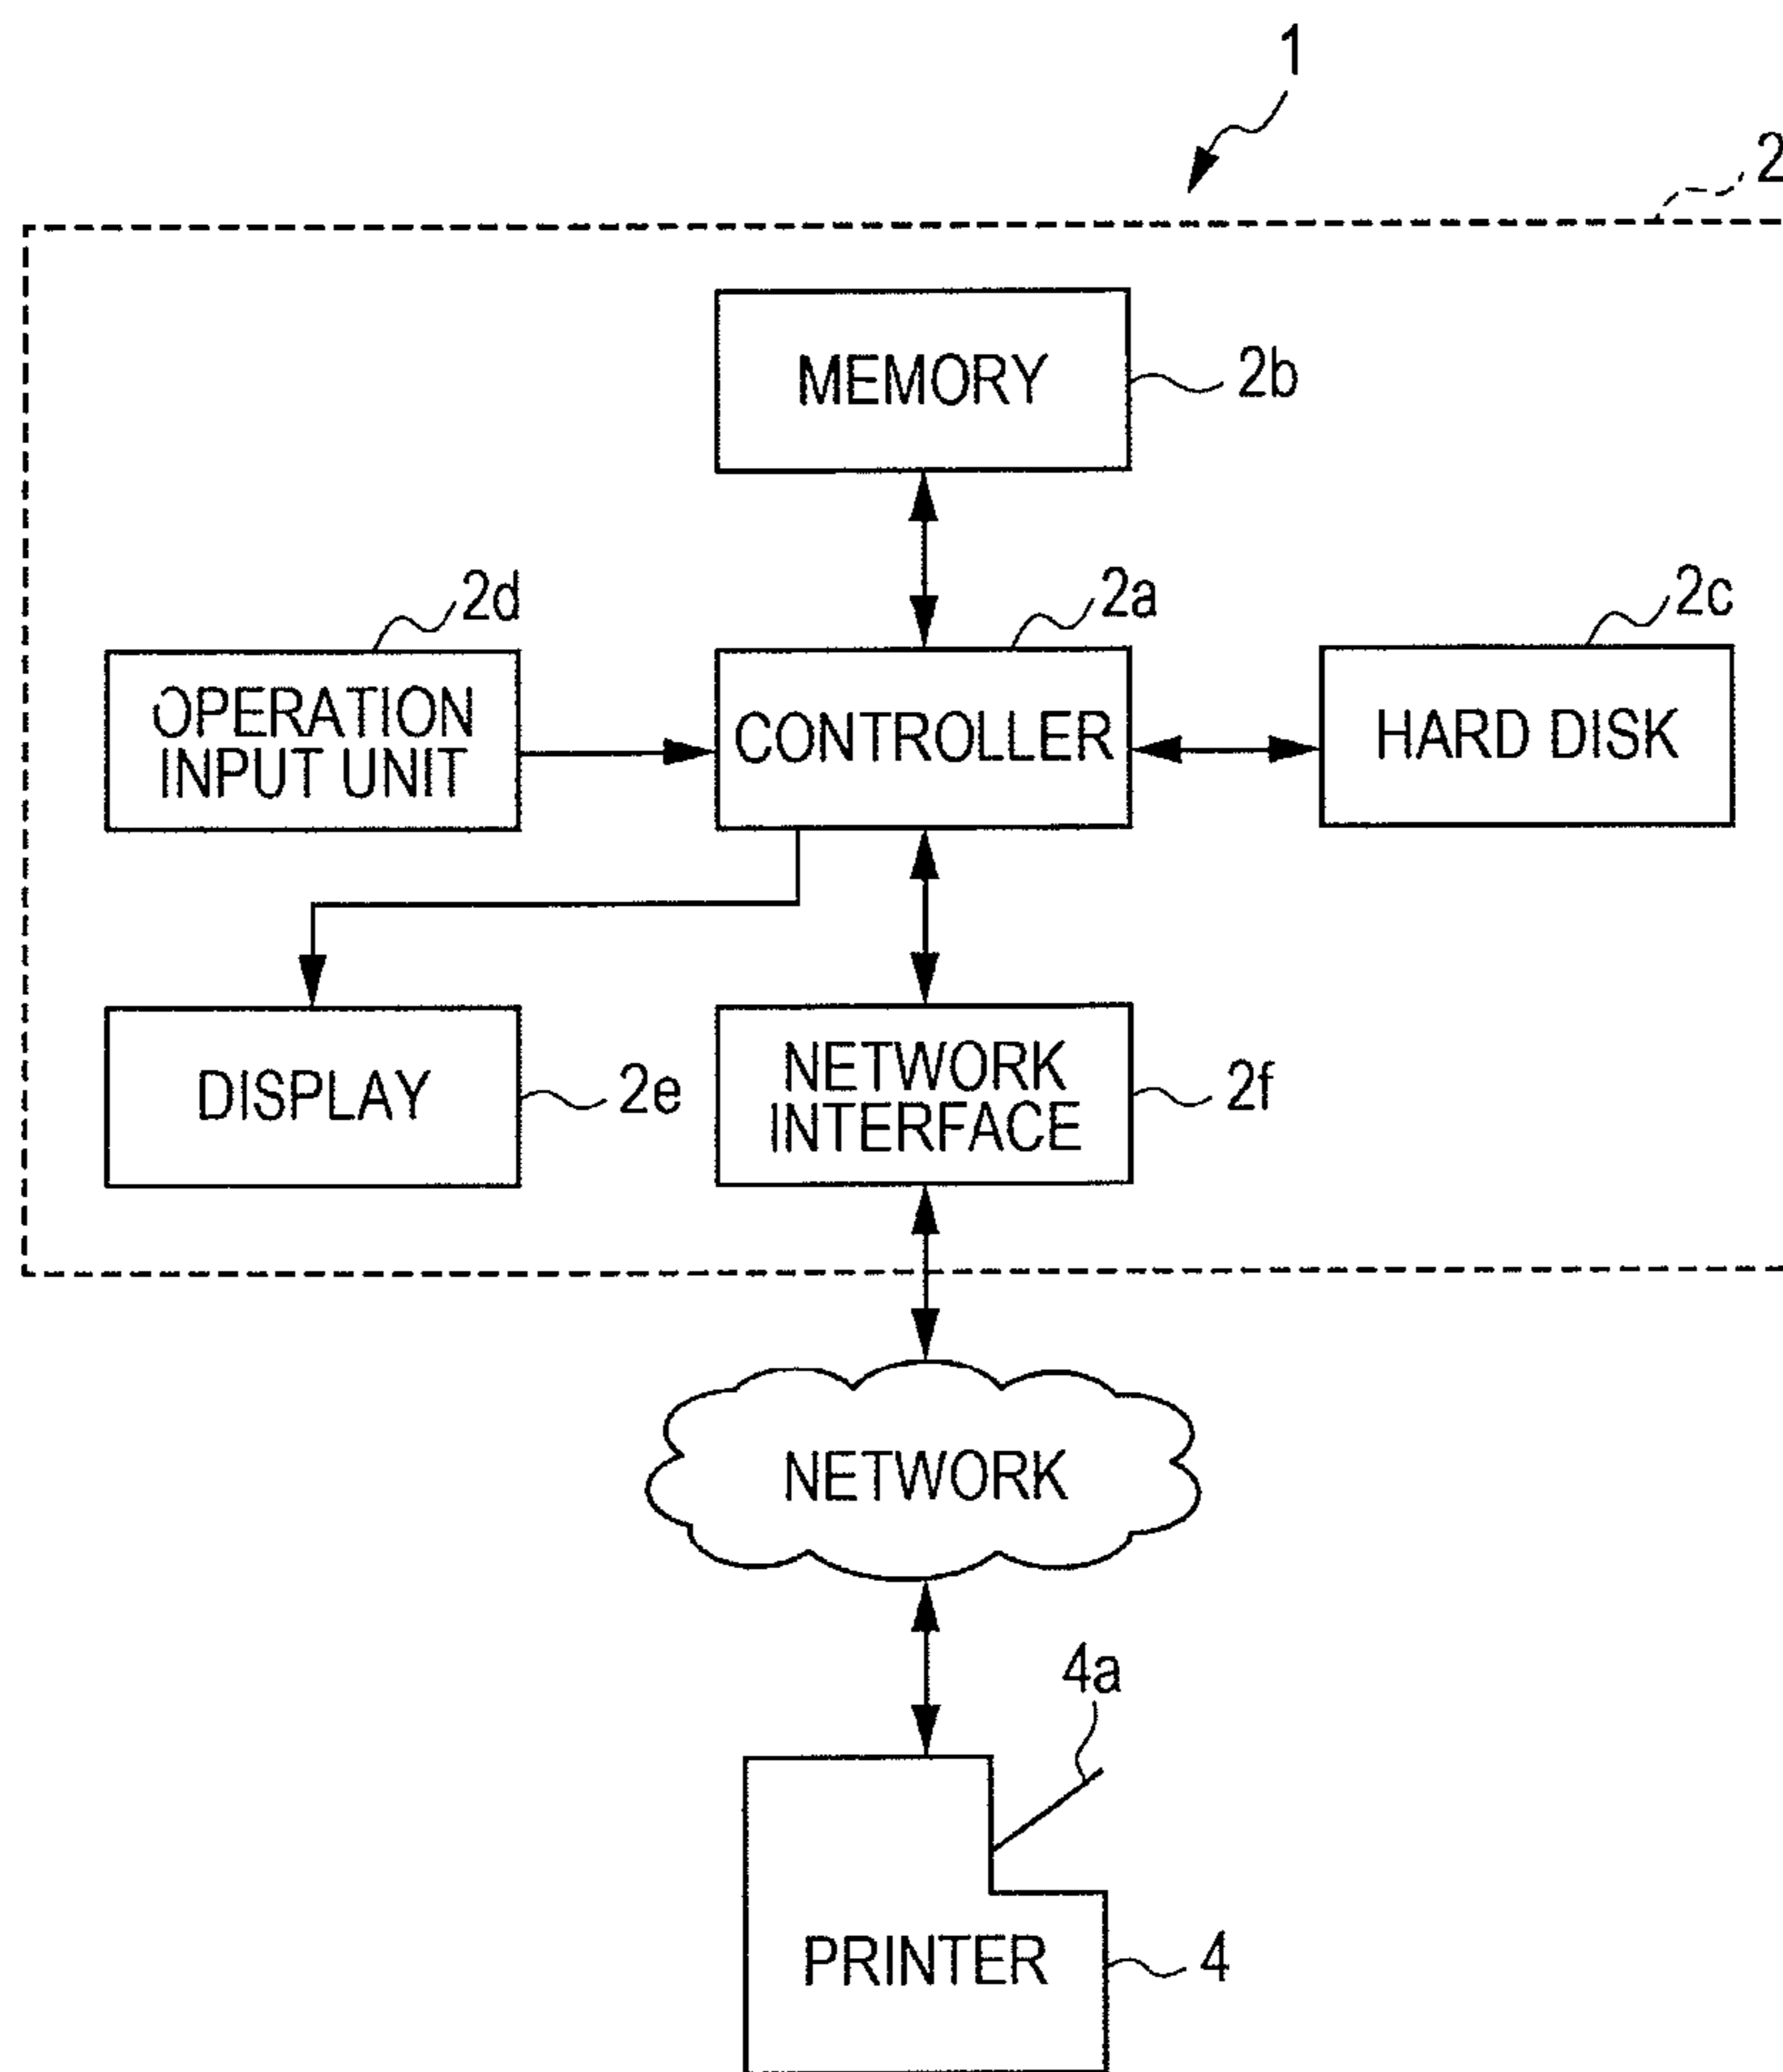 1
2
MEMORY
2b
2d
2a
2c
OPERATION
INPUT UNIT
CONTROLLER
HARD DISK
DISPLAY
2e
NETWORK
INTERFACE
2f
NETWORK
4a
PRINTER
4